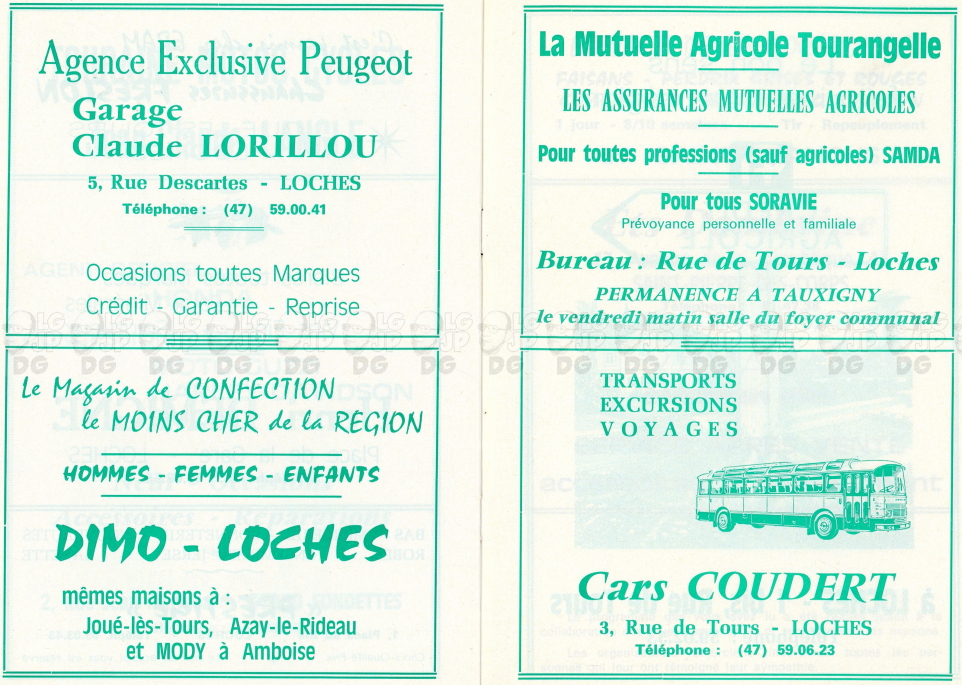 Agence Exclusive Peugeot
Garage
Claude LORILLOU
5, Rue Descartes - LOCHES
Téléphone : (47) 59.00.41
Occasions toutes Marques
Crédit - Garantie - Reprise
Le Magasin de CONFECTION
le MOINS CHER de la REGION
HOMMES - FEMMES - ENFANTS
DIMO - LOCHES
mêmes maisons à :
Joué-lès-Tours, Azay-le-Rideau
et MODY à Amboise
La Mutuelle Agricole Tourangelle
LES ASSURANCES MUTUELLES AGRICOLES
Pour toutes professions (sauf agricoles) SAMDA
Pour tous SORAVIE
Prévoyance personnelle et familiale
Bureau : Rue de Tours - Loches
PERMANENCE A TAUXIGNY
le vendredi matin salle du foyer communal
TRANSPORTS
EXCURSIONS
VOYAGES
Cars COUDERT
3, Rue de Tours - LOCHES
Téléphone : (47) 59.06.23